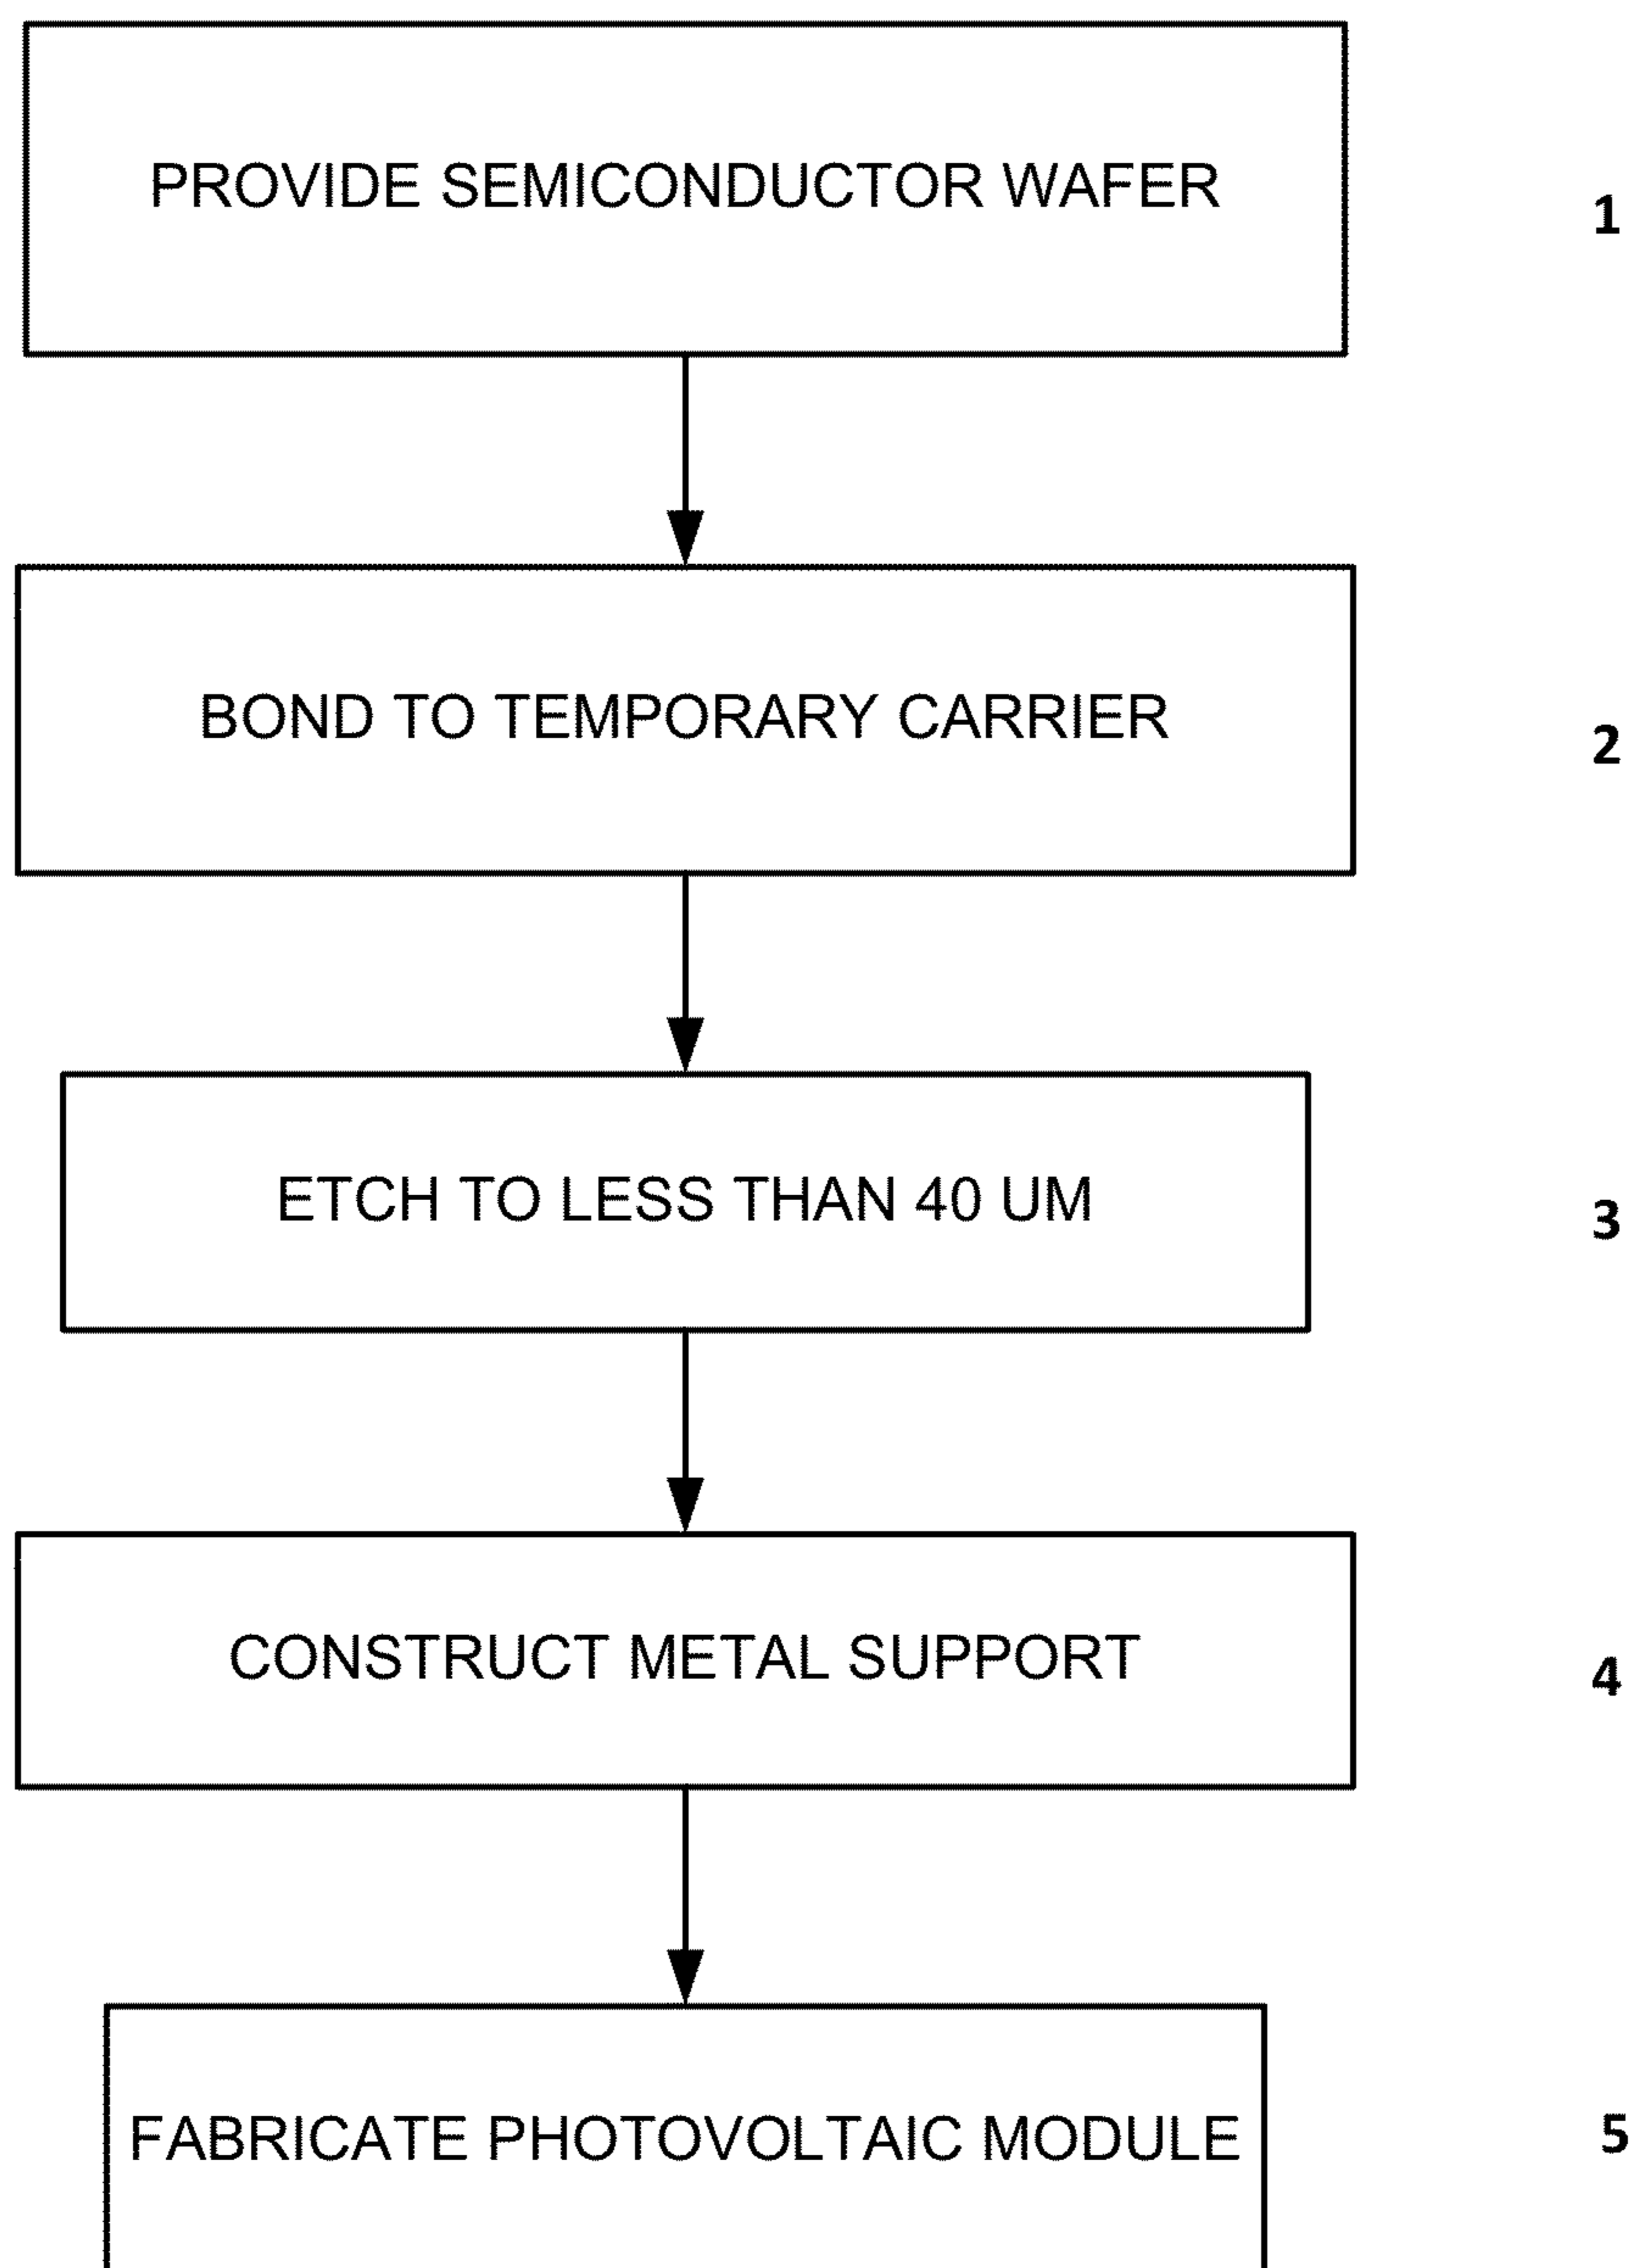 PROVIDE SEMICONDUCTOR WAFER
1
BOND TO TEMPORARY CARRIER
2
ETCH TO LESS THAN 40 UM
3
CONSTRUCT METAL SUPPORT
4
FABRICATE PHOTOVOLTAIC MODULE
5